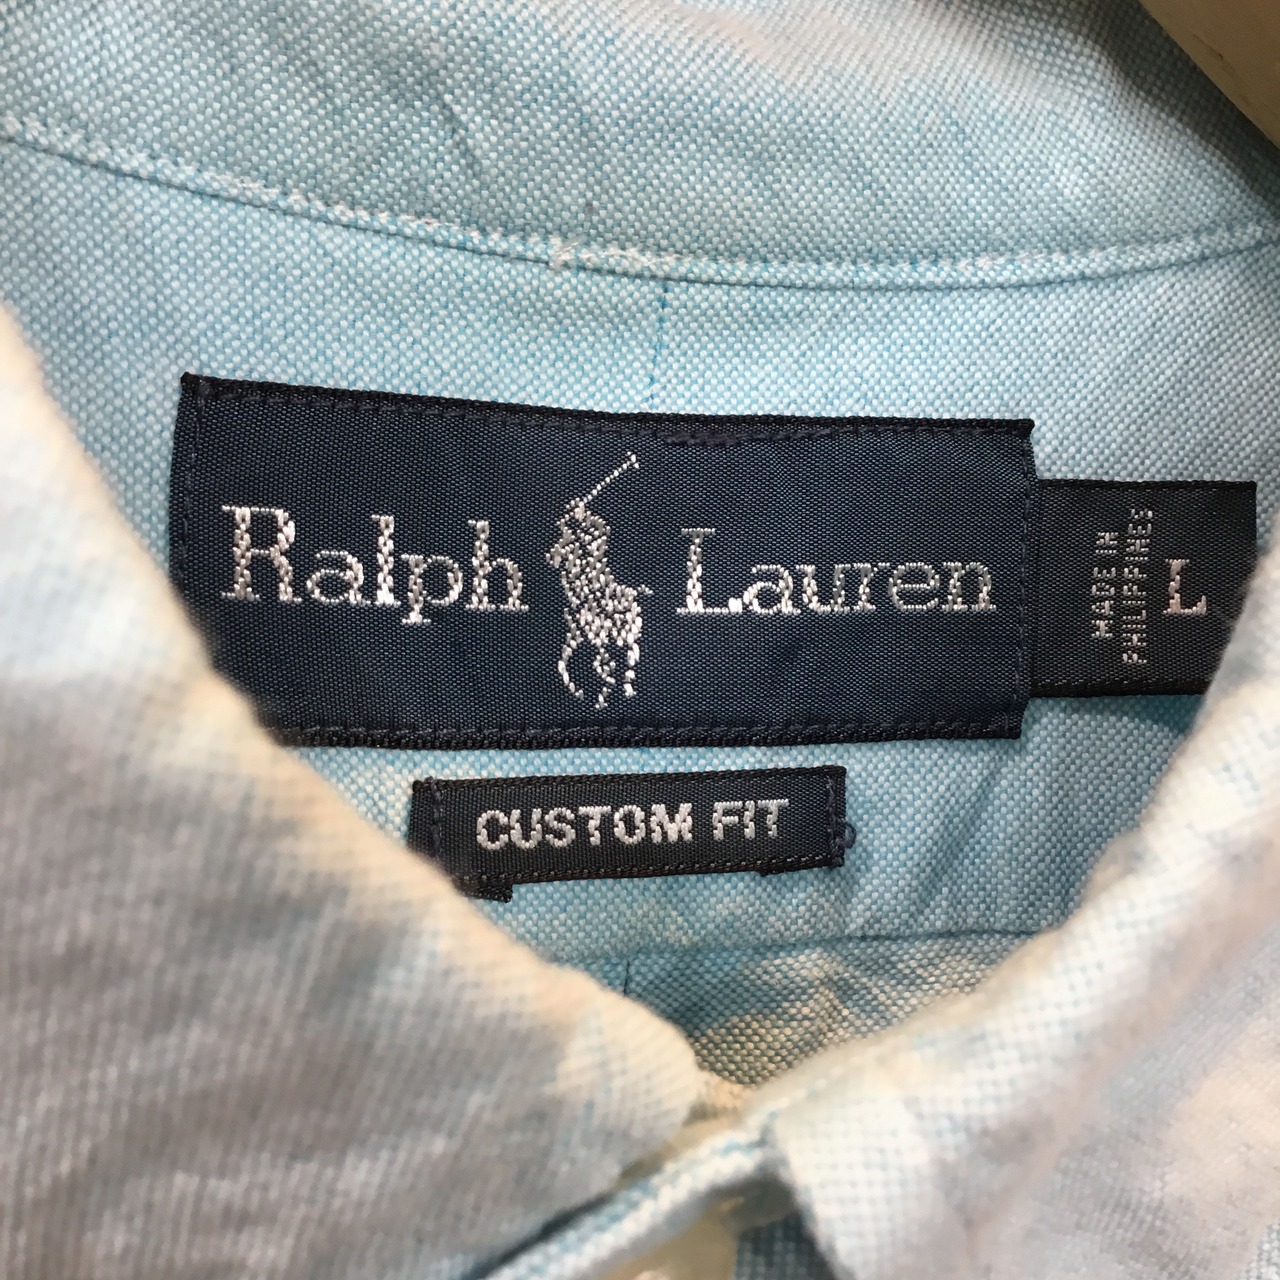 Ralph Lauren
MADE IN
PHILIPPINES
L
CUSTOM FIT